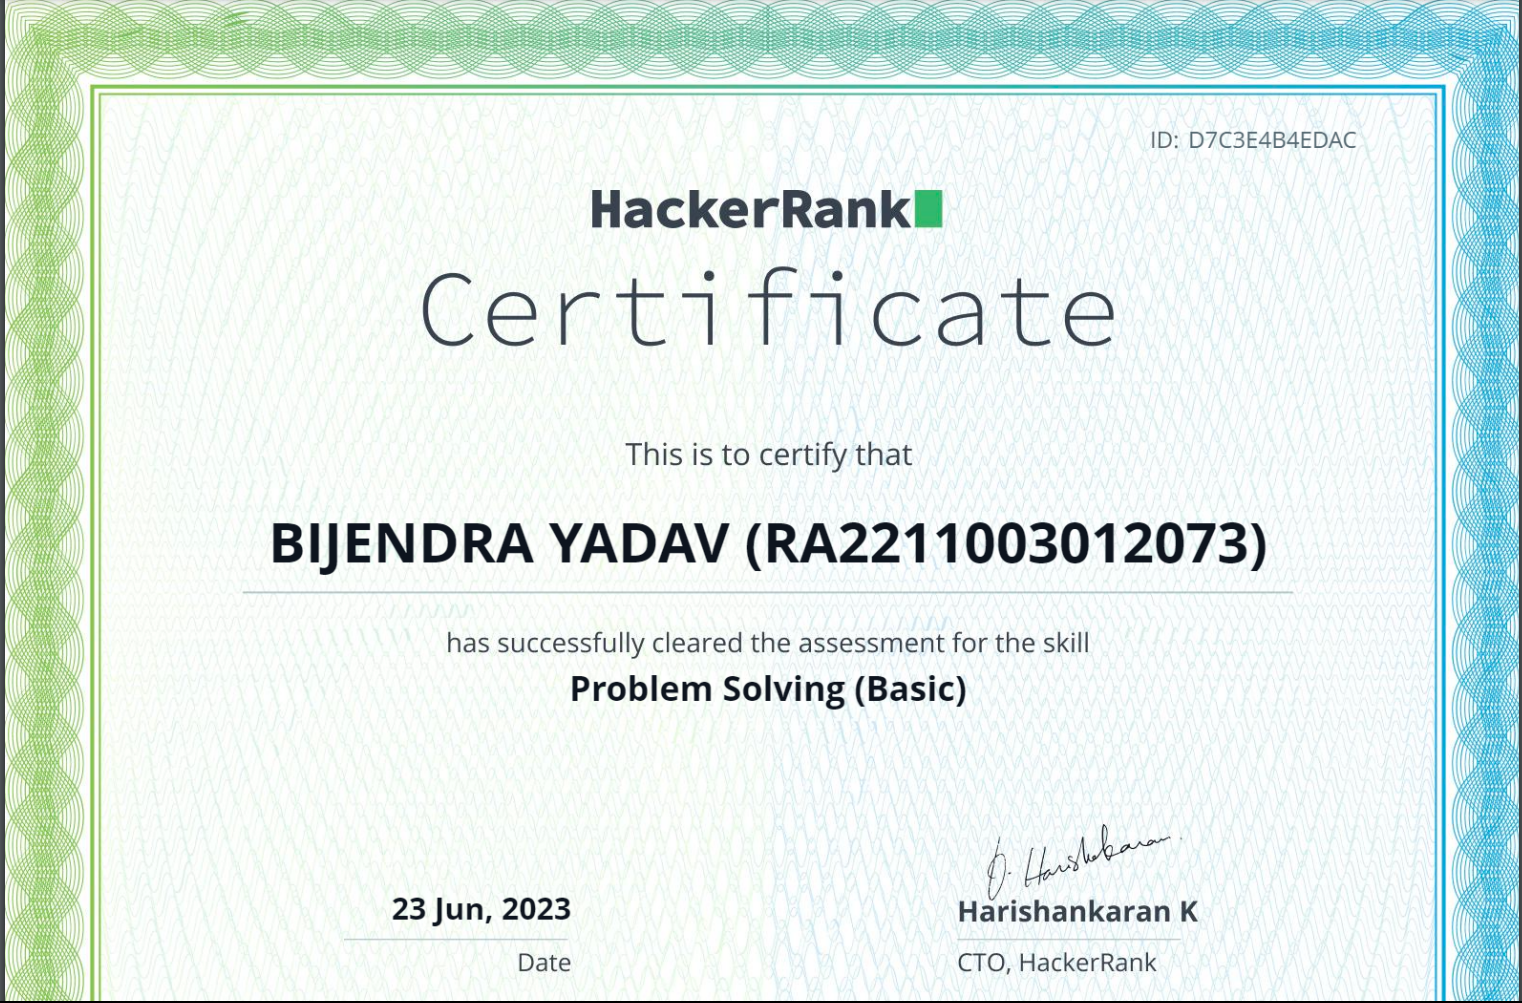 ID: D7C3E4B4EDAC
HackerRank
Certificate
This is to certify that
BIJENDRA YADAV (RA2211003012073)
has successfully cleared the assessment for the skill
Problem Solving (Basic)
D. Harishankaran
23 Jun, 2023
Harishankaran K
Date
CTO, HackerRank